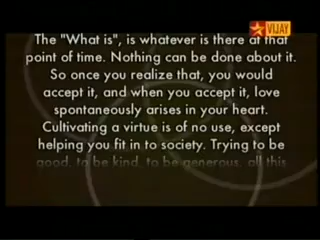 VIJAY
The "What is", is whatever is there at that
point of time. Nothing can be done about it.
So once you realize that, you would
accept it, and when you accept it, love
spontaneously arises in your heart.
Cultivating a virtue is of no use, except
helping you fit in to society. Trying to be
good, to be kind, to be generous, all this